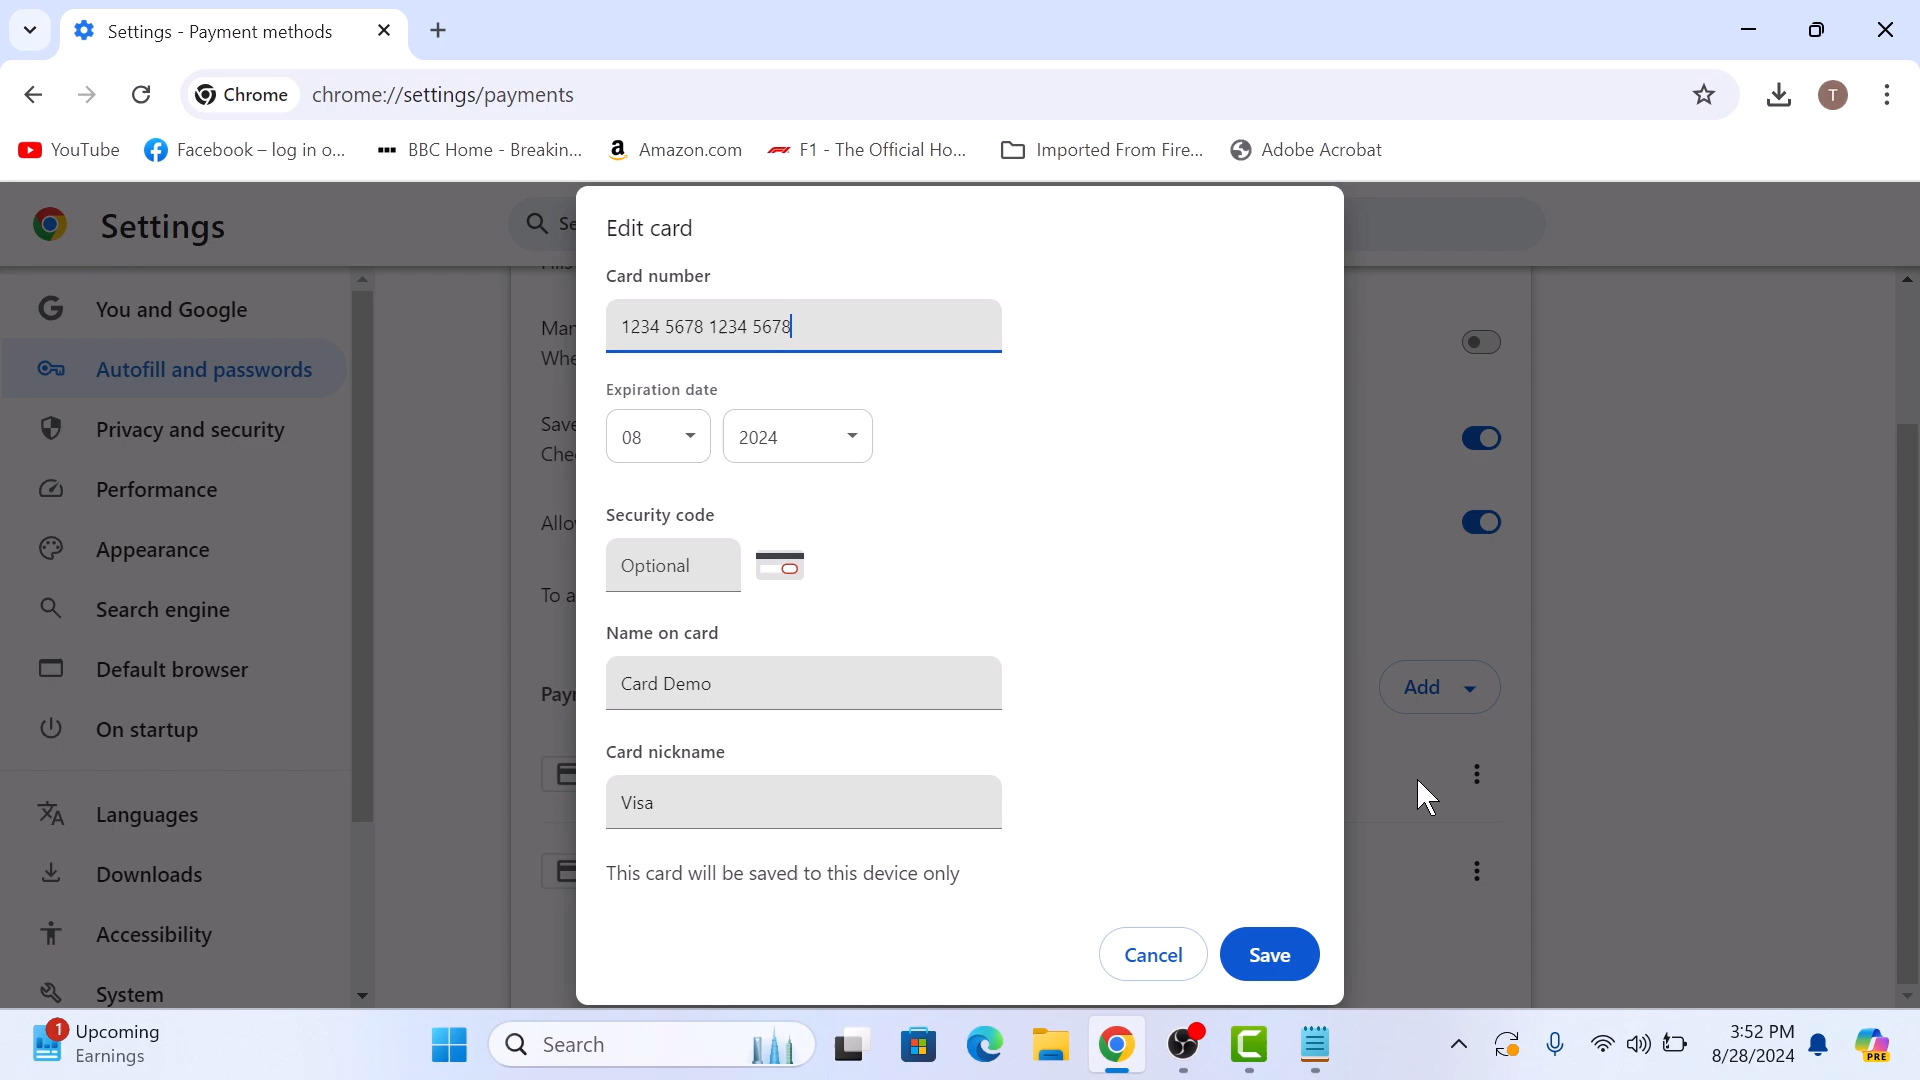 Settings - Payment methods
Chrome chrome://settings/payments
YouTube Facebook – log in o... BBC Home - Breakin... Amazon.com F1 - The Official Ho... Imported From Fire... Adobe Acrobat
Settings
You and Google
Autofill and passwords
Privacy and security
Performance
Appearance
Search engine
Default browser
On startup
Languages
Downloads
Accessibility
System
Add
Edit card
Card number
1234 5678 1234 5678
Expiration date
08 2024
Security code
Optional
Name on card
Card Demo
Card nickname
Visa
This card will be saved to this device only
Cancel Save
1 Upcoming
Earnings
Search
3:52 PM
8/28/2024
T
PRE